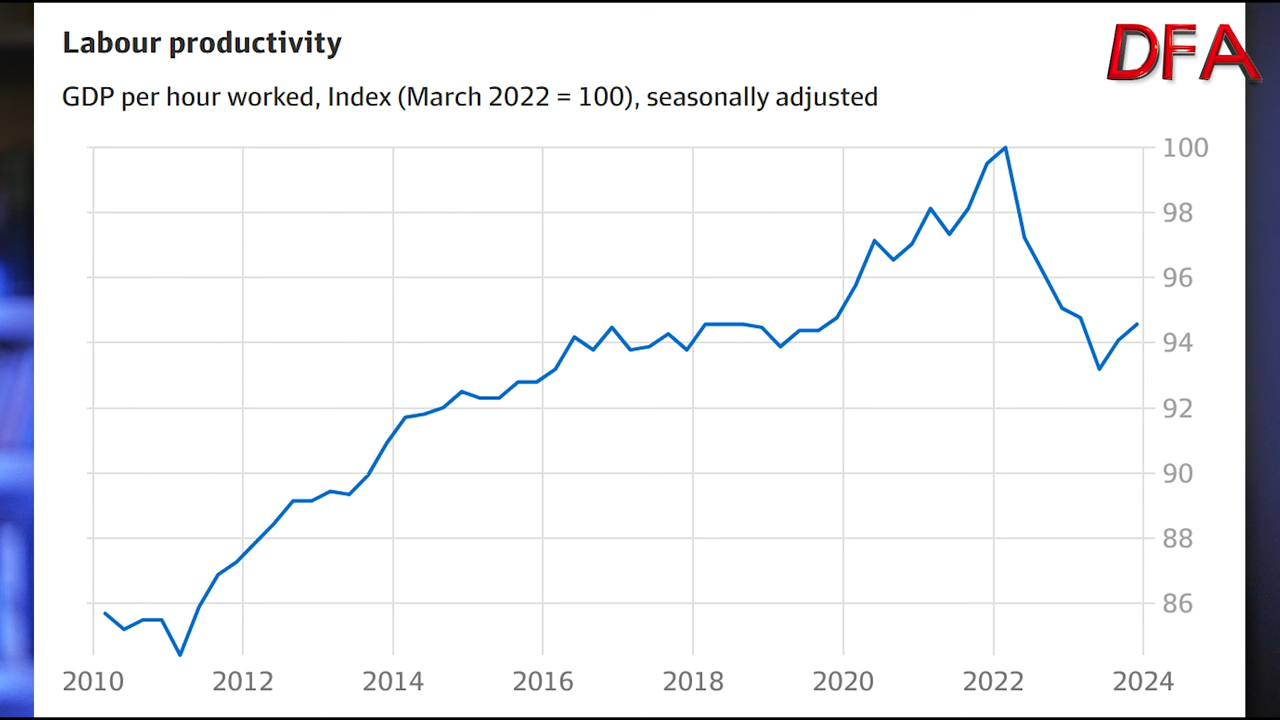 Labour productivity
DFA
GDP per hour worked, Index (March 2022 = 100), seasonally adjusted
100
98
96
94
92
90
88
86
2010 2012 2014 2016 2018 2020 2022 2024